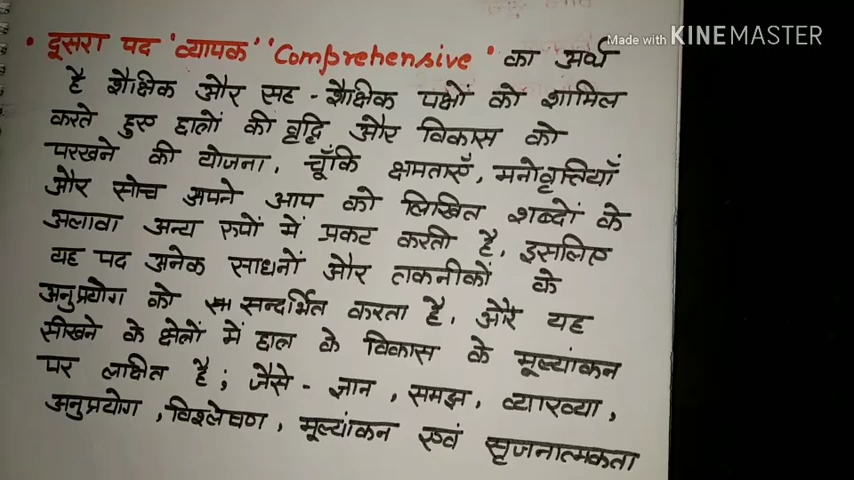 Made with KINEMASTER
• दूसरा पद "व्यापक" "Comprehensive" का अर्थ
है शैक्षिक और सह - शैक्षिक पक्षों को शामिल
करते हुए छात्रों की वृद्धि और विकास को
परखने की योजना, चूँकि क्षमताएँ, मनोवृत्तियाँ
और सोच अपने आप को लिखित शब्दों के
अलावा अन्य रुपों में प्रकट करती है, इसलिए
यह पद अनेक साधनों और तकनीकों के
अनुप्रयोग को सन्दर्भित करता है, और यह
सीखने के क्षेत्रों में छात्र के विकास के मूल्यांकन
पर लाक्षित है; जैसे - ज्ञान, समझ, व्याख्या,
अनुप्रयोग, विश्लेषण, मूल्यांकन एवं सृजनात्मकता